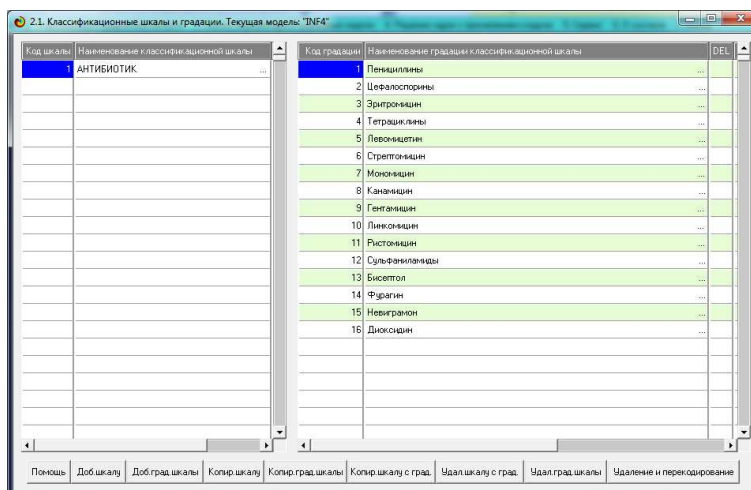 2.1. Классификационные шкалы и градации. Текущая модель: "INF4"
Код шкалы Наименование классификационной шкалы
1 АНТИБИОТИК ...
Код градации Наименование градации классификационной шкалы DEL
1 Пенициллины ...
2 Цефалоспорины ...
3 Эритромицин ...
4 Тетрациклины ...
5 Левомицетин ...
6 Стрептомицин ...
7 Мономицин ...
8 Канамицин ...
9 Гентамицин ...
10 Линкомицин ...
11 Ристомицин ...
12 Сульфаниламиды ...
13 Бисептол ...
14 Фурагин ...
15 Невиграмон ...
16 Диоксидин ...
Помощь Доб.шкалу Доб.град.шкалы Копир.шкалу Копир.град.шкалы Копир.шкалу с град. Удал.шкалу с град. Удал.град.шкалы Удаление и перекодирование